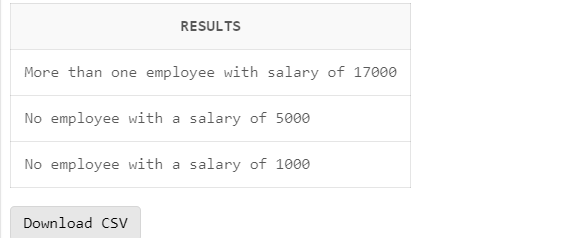 RESULTS
More than one employee with salary of 17000
No employee with a salary of 5000
No employee with a salary of 1000
Download CSV